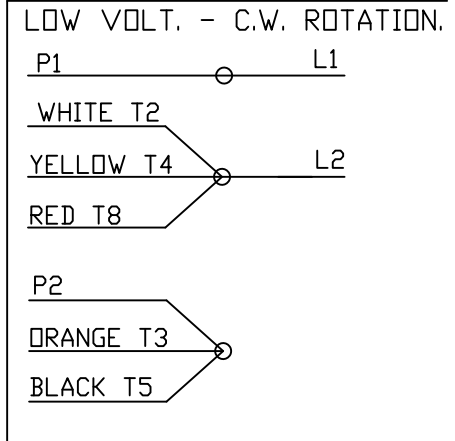 LOW VOLT. - C.W. ROTATION.
P1 L1
WHITE T2
YELLOW T4 L2
RED T8
P2
ORANGE T3
BLACK T5